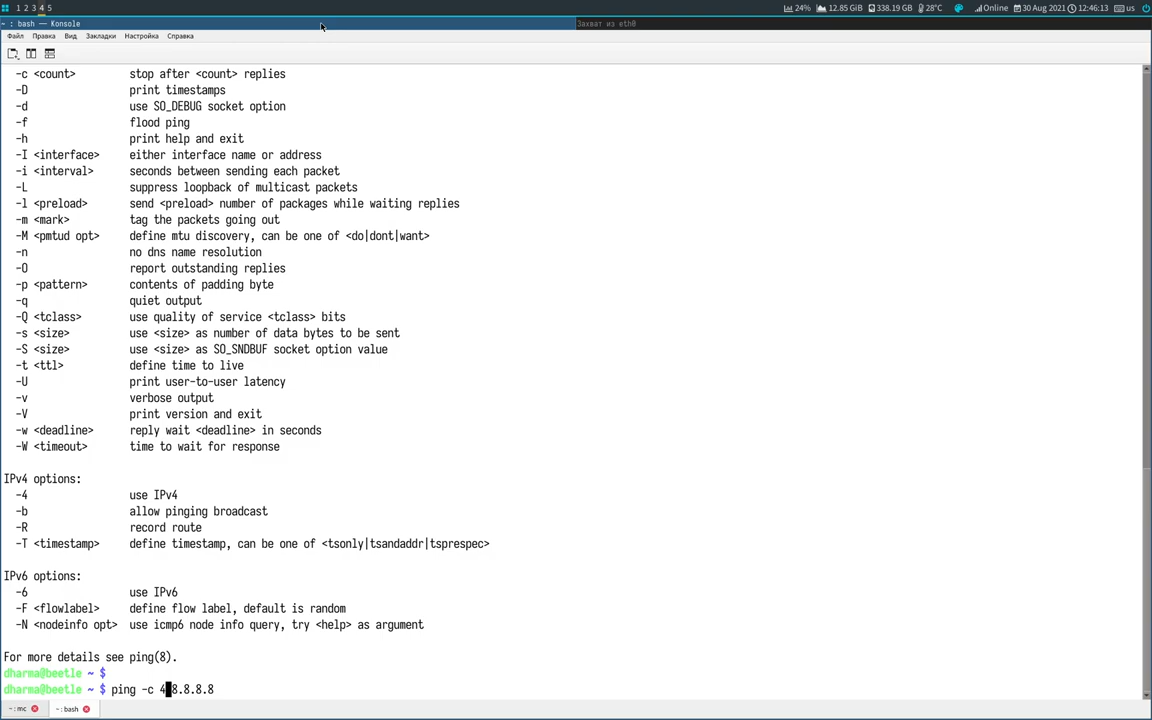 1 2 3 4 5 24% 12.85 GiB 338.19 GB 28°C Online 30 Aug 2021 12:46:13 us
~ : bash — Konsole Захват из eth0
Файл Правка Вид Закладки Настройка Справка
-c <count> stop after <count> replies
-D print timestamps
-d use SO_DEBUG socket option
-f flood ping
-h print help and exit
-I <interface> either interface name or address
-i <interval> seconds between sending each packet
-L suppress loopback of multicast packets
-l <preload> send <preload> number of packages while waiting replies
-m <mark> tag the packets going out
-M <pmtud opt> define mtu discovery, can be one of <do|dont|want>
-n no dns name resolution
-O report outstanding replies
-p <pattern> contents of padding byte
-q quiet output
-Q <tclass> use quality of service <tclass> bits
-s <size> use <size> as number of data bytes to be sent
-S <size> use <size> as SO_SNDBUF socket option value
-t <ttl> define time to live
-U print user-to-user latency
-v verbose output
-V print version and exit
-w <deadline> reply wait <deadline> in seconds
-W <timeout> time to wait for response
IPv4 options:
-4 use IPv4
-b allow pinging broadcast
-R record route
-T <timestamp> define timestamp, can be one of <tsonly|tsandaddr|tsprespec>
IPv6 options:
-6 use IPv6
-F <flowlabel> define flow label, default is random
-N <nodeinfo opt> use icmp6 node info query, try <help> as argument
For more details see ping(8).
dharma@beetle ~ $
dharma@beetle ~ $ ping -c 4 8.8.8.8
~ : mc ~ : bash